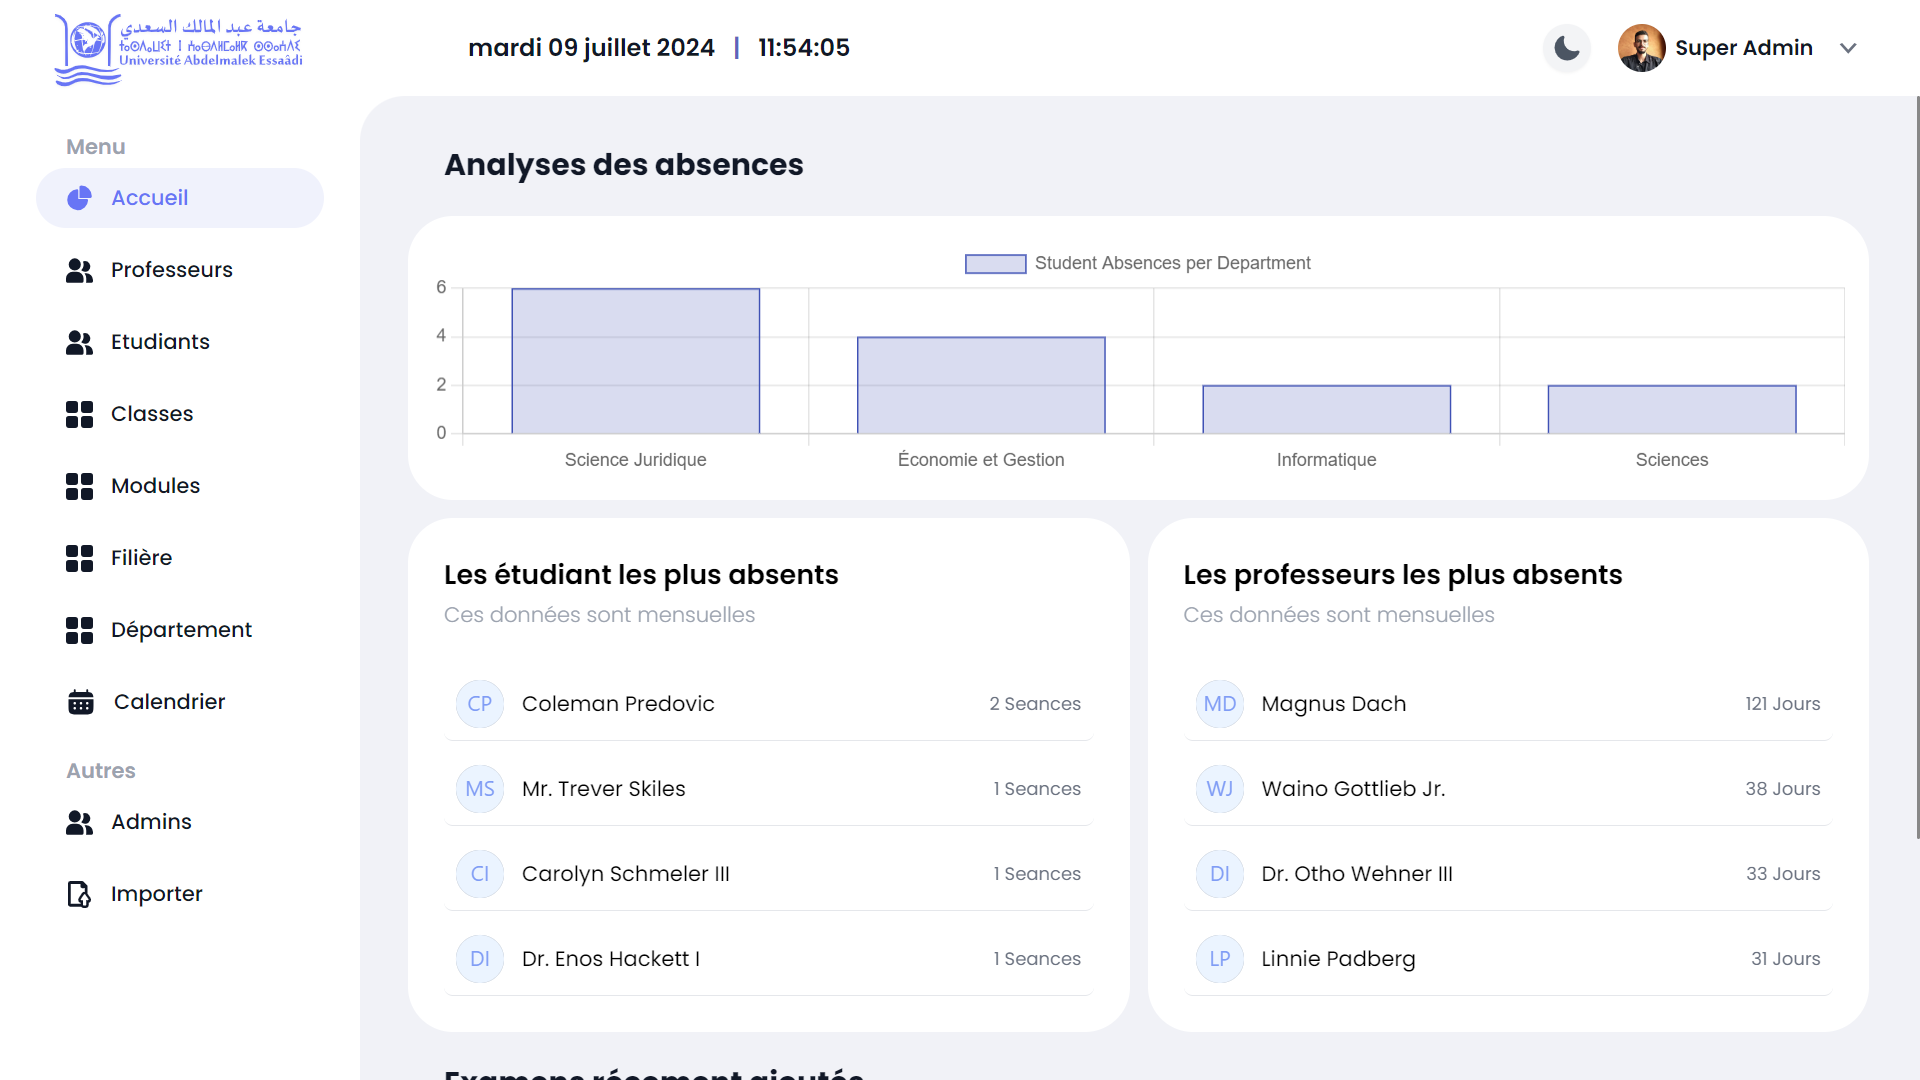 جامعة عبد المالك السعدي
Université Abdelmalek Essaâdi
mardi 09 juillet 2024 | 11:54:05
Super Admin
Menu
Accueil
Professeurs
Etudiants
Classes
Modules
Filière
Département
Calendrier
Autres
Admins
Importer
Analyses des absences
Student Absences per Department
6
4
2
0
Science Juridique
Économie et Gestion
Informatique
Sciences
Les étudiant les plus absents
Ces données sont mensuelles
CP Coleman Predovic 2 Seances
MS Mr. Trever Skiles 1 Seances
CI Carolyn Schmeler III 1 Seances
DI Dr. Enos Hackett I 1 Seances
Les professeurs les plus absents
Ces données sont mensuelles
MD Magnus Dach 121 Jours
WJ Waino Gottlieb Jr. 38 Jours
DI Dr. Otho Wehner III 33 Jours
LP Linnie Padberg 31 Jours
Examens récement ajoutés